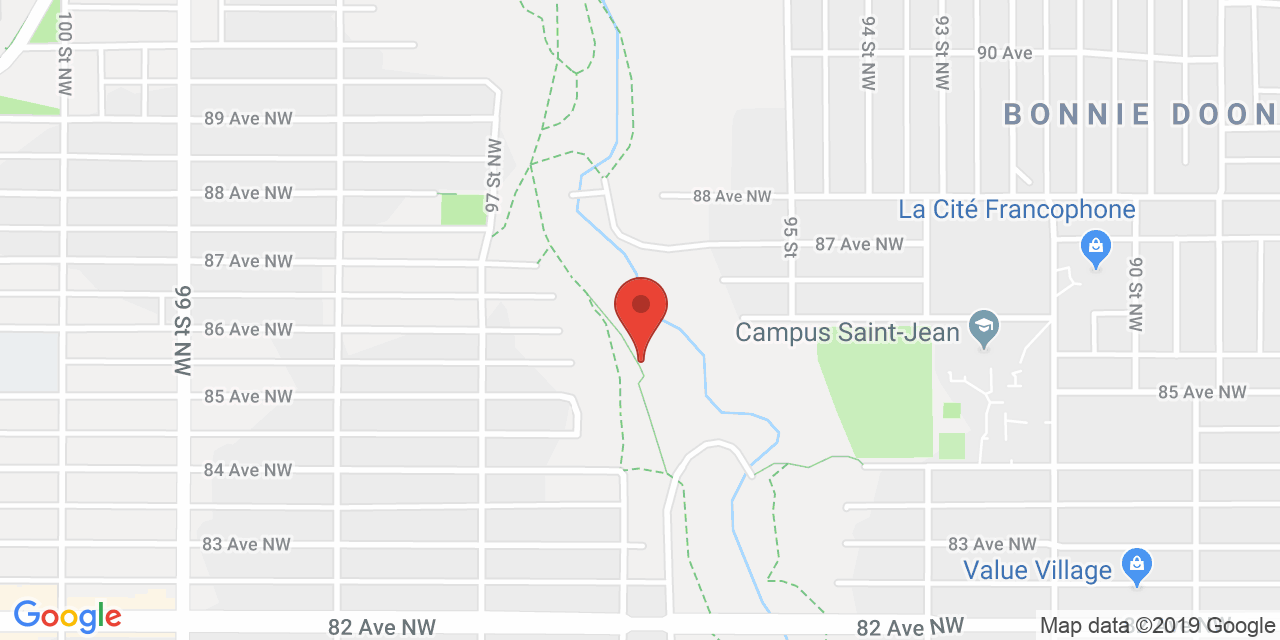 100 St NW
94 St NW
93 St NW
90 Ave
89 Ave NW
BONNIE DOON
97 St NW
88 Ave NW
88 Ave NW
La Cité Francophone
95 St
87 Ave NW
87 Ave NW
90 St NW
99 St NW
86 Ave NW
Campus Saint-Jean
85 Ave NW
85 Ave NW
84 Ave NW
83 Ave NW
83 Ave NW
Value Village
Google
82 Ave NW
82 Ave NW
Map data ©2019 Google